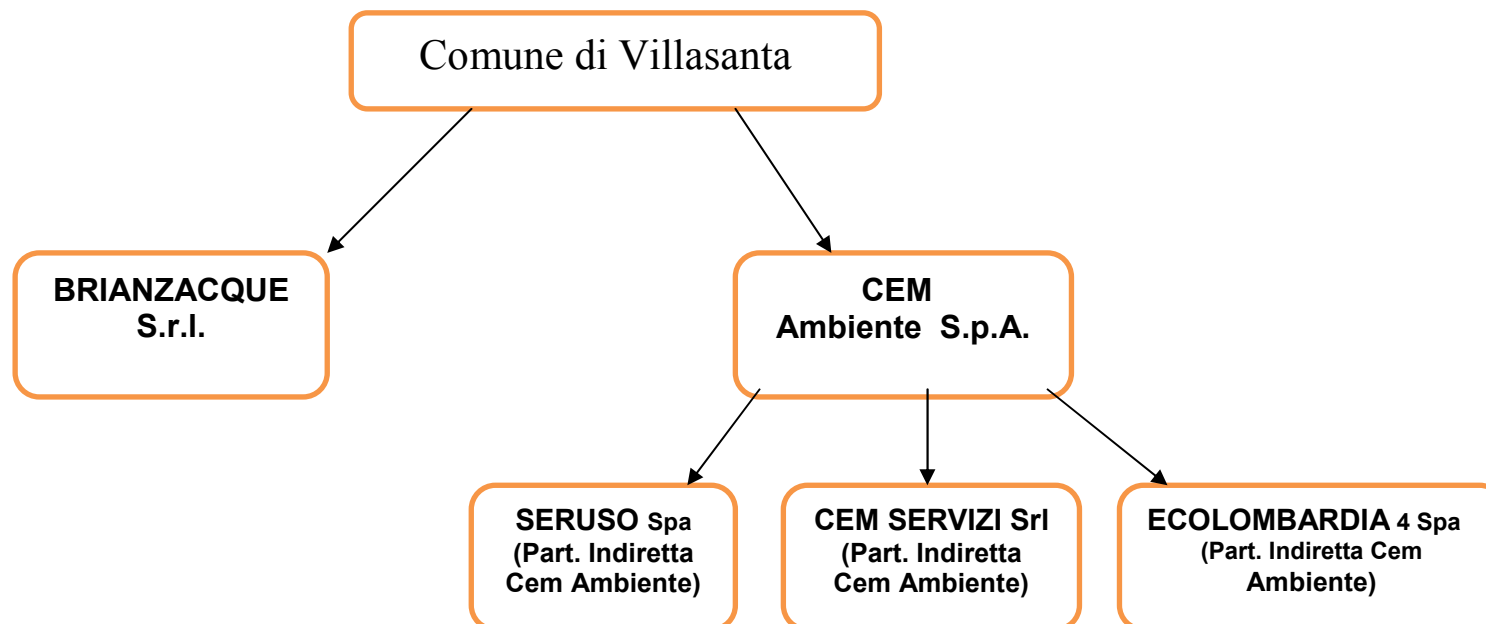 Comune di Villasanta
BRIANZACQUE
S.r.l.
CEM
Ambiente S.p.A.
SERUSO Spa
(Part. Indiretta
Cem Ambiente)
CEM SERVIZI Srl
(Part. Indiretta
Cem Ambiente)
ECOLOMBARDIA 4 Spa
(Part. Indiretta Cem
Ambiente)